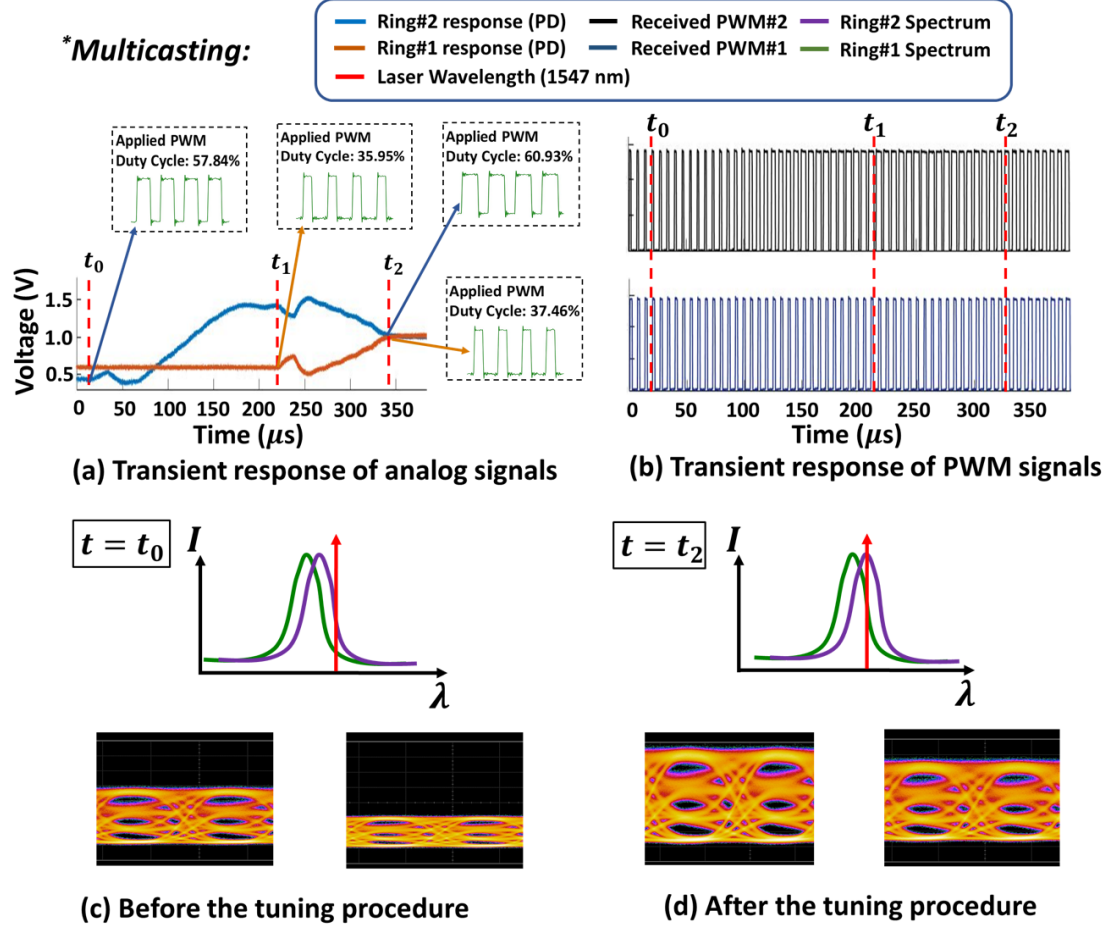 *Multicasting:
Ring#2 response (PD)
Received PWM#2
Ring#2 Spectrum
Ring#1 response (PD)
Received PWM#1
Ring#1 Spectrum
Laser Wavelength (1547 nm)
Applied PWM
Duty Cycle: 57.84%
Applied PWM
Duty Cycle: 35.95%
Applied PWM
Duty Cycle: 60.93%
Applied PWM
Duty Cycle: 37.46%
t₀
t₁
t₂
Voltage (V)
1.5
1.0
0.5
0 50 100 150 200 250 300 350
Time (μs)
(a) Transient response of analog signals
t₀
t₁
t₂
0 50 100 150 200 250 300 350
Time (μs)
(b) Transient response of PWM signals
t = t₀
I
λ
t = t₂
I
λ
(c) Before the tuning procedure
(d) After the tuning procedure